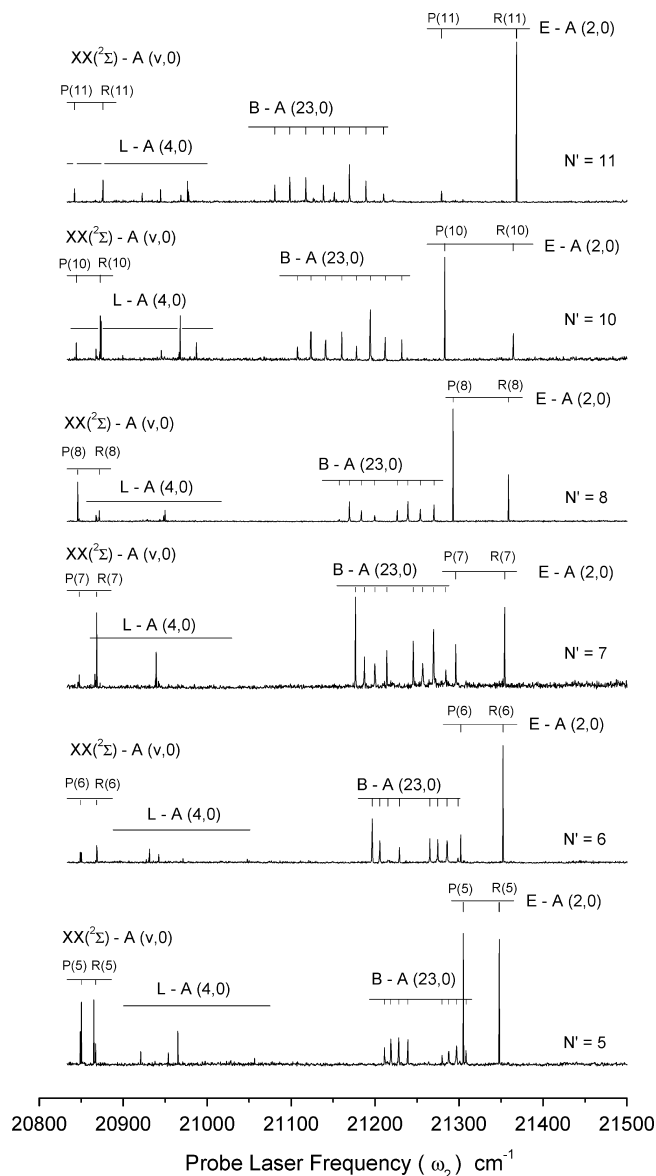 P(11) R(11) E - A (2,0)
XX(²Σ) - A (v,0)
P(11) R(11)
B - A (23,0)
L - A (4,0)
N' = 11
XX(²Σ) - A (v,0)
P(10) R(10) E - A (2,0)
P(10) R(10)
B - A (23,0)
L - A (4,0)
N' = 10
P(8) R(8) E - A (2,0)
XX(²Σ) - A (v,0)
P(8) R(8)
B - A (23,0)
L - A (4,0)
N' = 8
XX(²Σ) - A (v,0)
P(7) R(7) E - A (2,0)
P(7) R(7)
B - A (23,0)
L - A (4,0)
N' = 7
P(6) R(6) E - A (2,0)
XX(²Σ) - A (v,0)
P(6) R(6)
B - A (23,0)
L - A (4,0)
N' = 6
P(5) R(5) E - A (2,0)
XX(²Σ) - A (v,0)
P(5) R(5)
B - A (23,0)
L - A (4,0)
N' = 5
20800 20900 21000 21100 21200 21300 21400 21500
Probe Laser Frequency ( ω₂) cm⁻¹